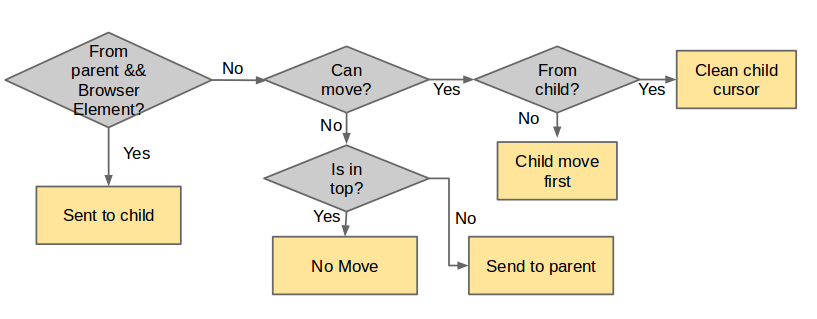 From
parent &&
Browser
Element?
No
Can
move?
Yes
From
child?
Yes
Clean child
cursor
No
No
Child move
first
Yes
Is in
top?
Sent to child
Yes
No
No Move
Send to parent